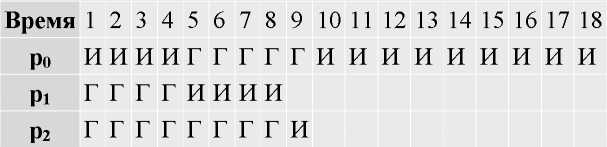 Время 1 2 3 4 5 6 7 8 9 10 11 12 13 14 15 16 17 18
p0 И И И И Г Г Г Г Г И И И И И И И И И
p1 Г Г Г Г И И И И
p2 Г Г Г Г Г Г Г Г И